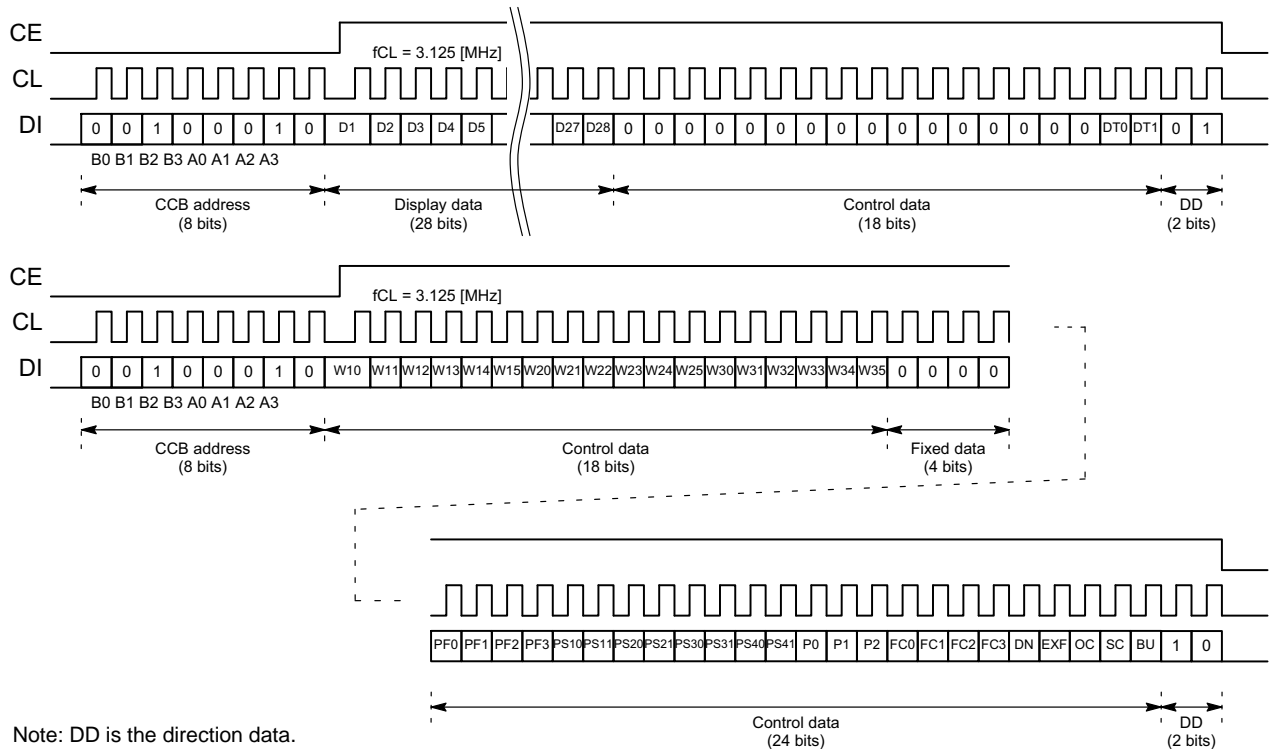 CE
fCL = 3.125 [MHz]
CL
DI 0 0 1 0 0 0 1 0 D1 D2 D3 D4 D5 D27 D28 0 0 0 0 0 0 0 0 0 0 0 0 0 0 0 0 DT0 DT1 0 1
B0 B1 B2 B3 A0 A1 A2 A3
CCB address Display data Control data DD
(8 bits) (28 bits) (18 bits) (2 bits)
CE
fCL = 3.125 [MHz]
CL
DI 0 0 1 0 0 0 1 0 W10 W11 W12 W13 W14 W15 W20 W21 W22 W23 W24 W25 W30 W31 W32 W33 W34 W35 0 0 0 0
B0 B1 B2 B3 A0 A1 A2 A3
CCB address Control data Fixed data
(8 bits) (18 bits) (4 bits)
PF0 PF1 PF2 PF3 PS10 PS11 PS20 PS21 PS30 PS31 PS40 PS41 P0 P1 P2 FC0 FC1 FC2 FC3 DN EXF OC SC BU 1 0
Control data DD
(24 bits) (2 bits)
Note: DD is the direction data.